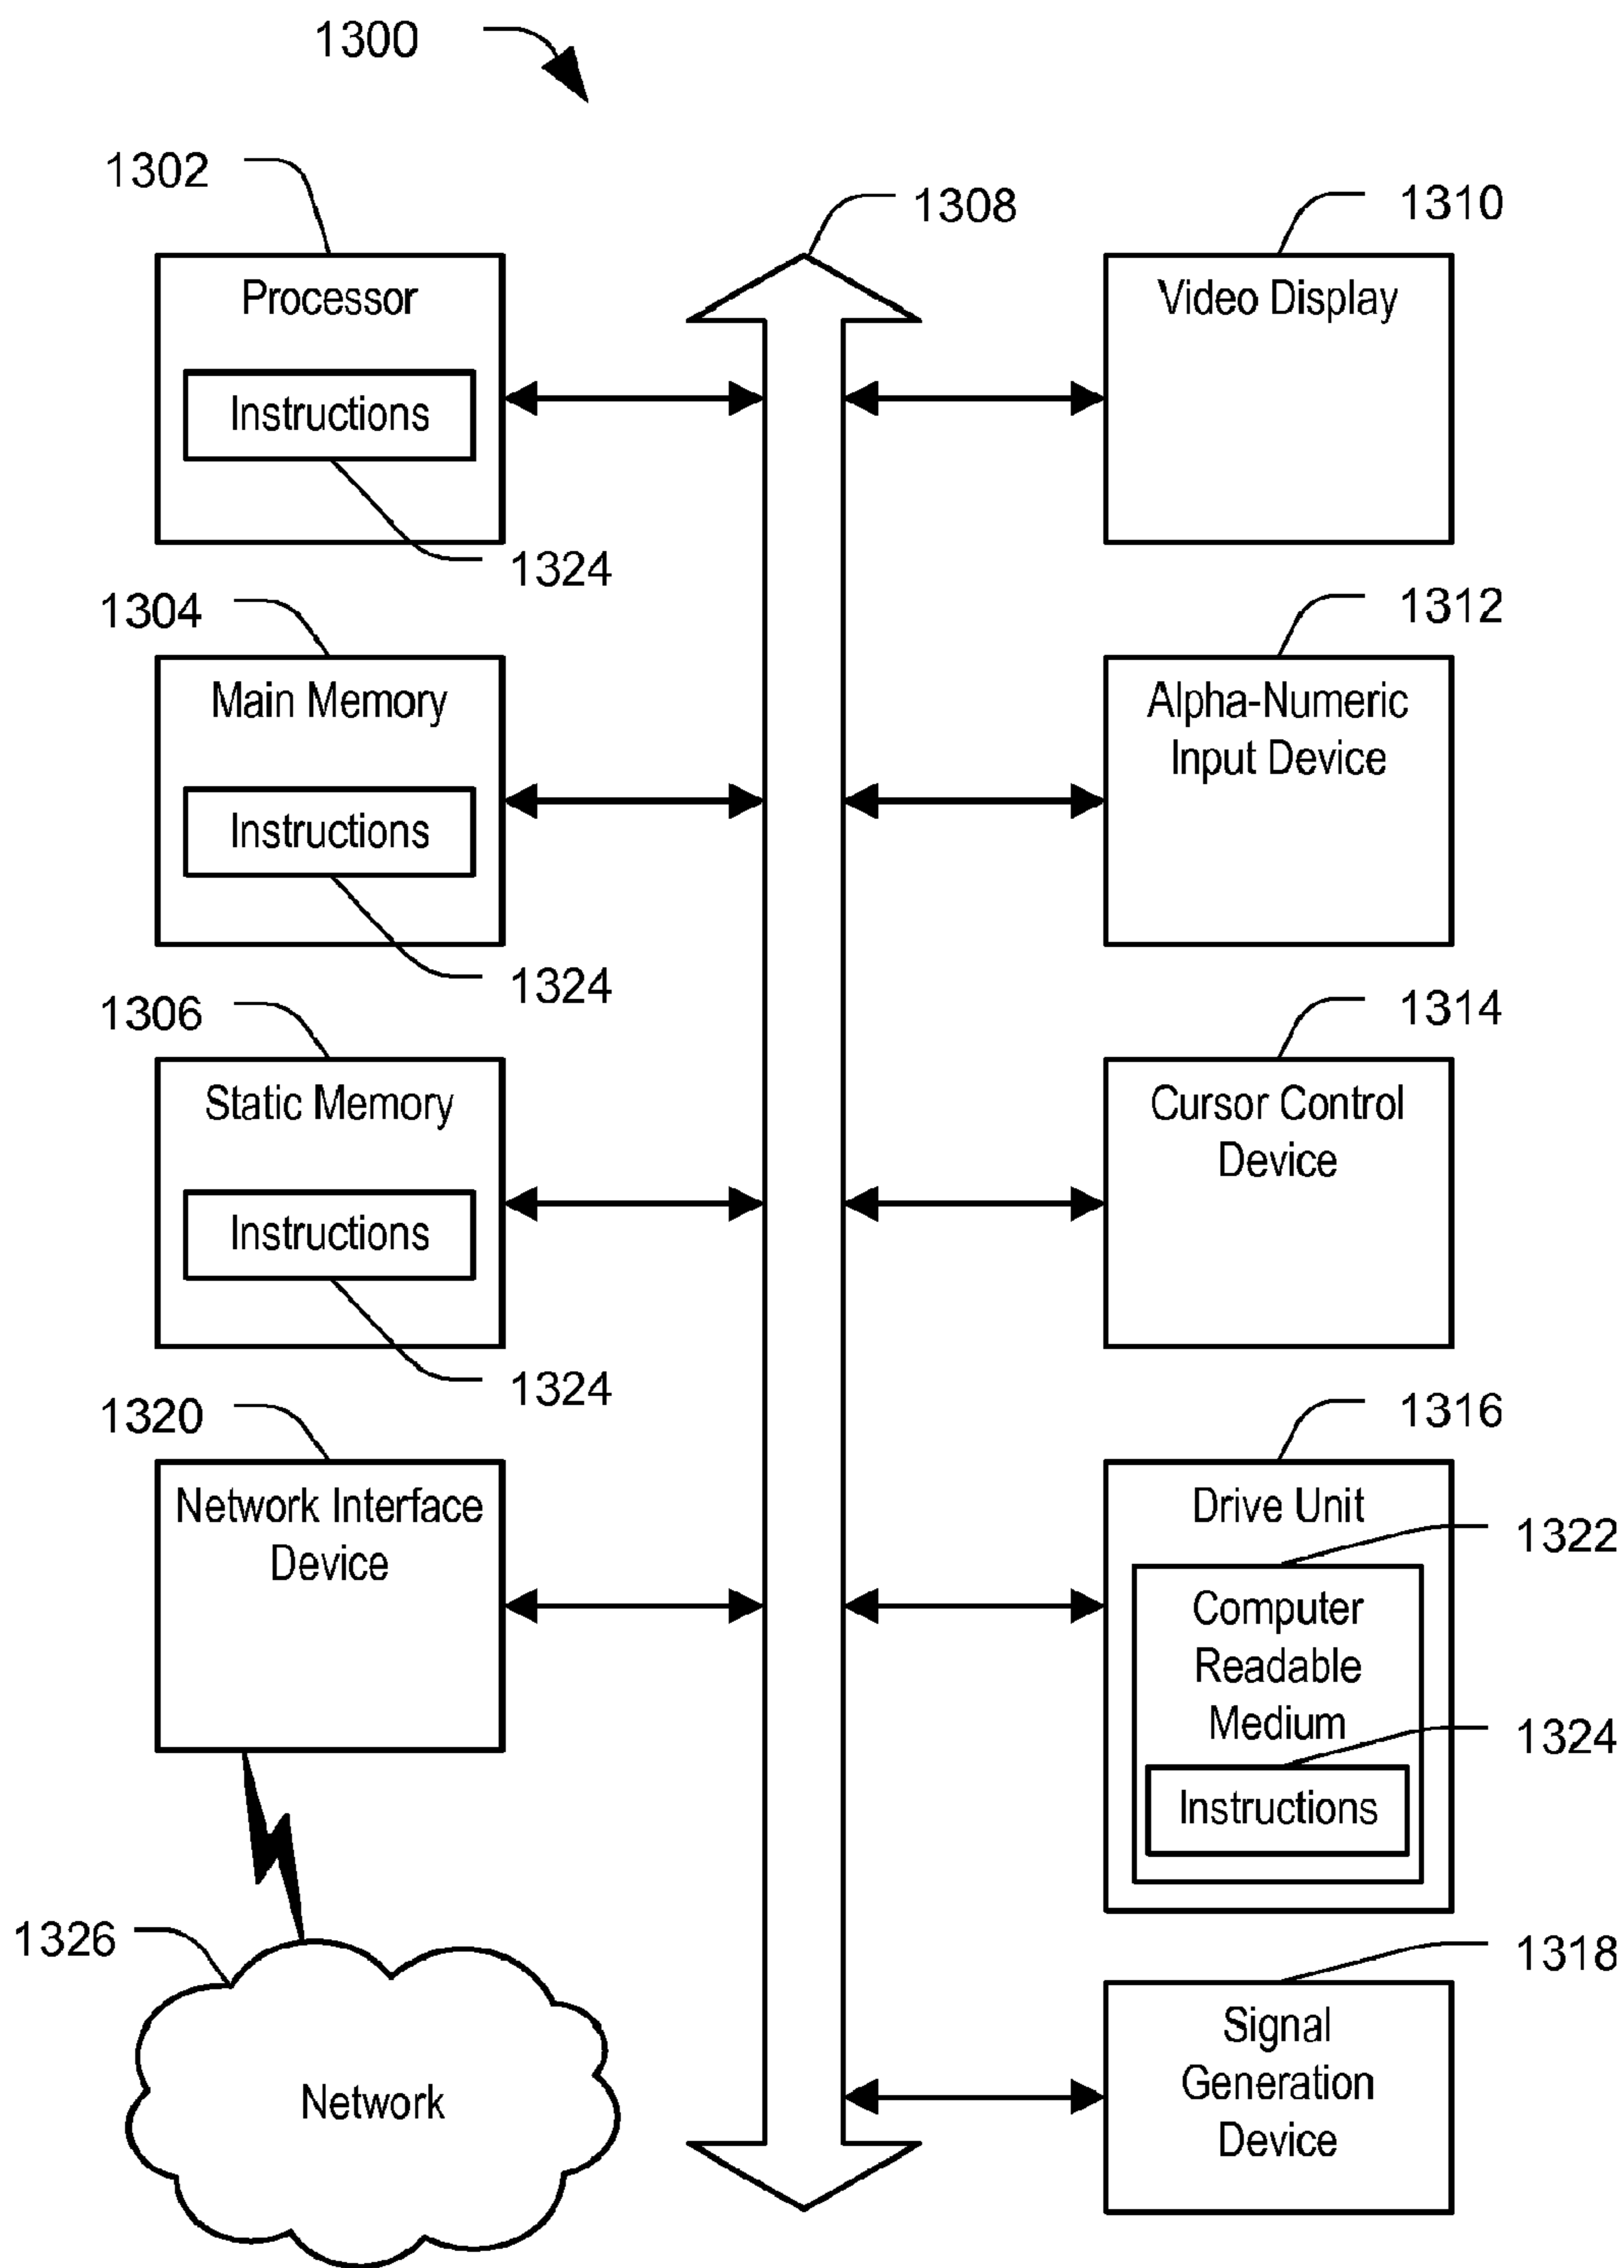 1300
1302
1308
1310
Processor
Instructions
1324
Video Display
1304
1312
Main Memory
Instructions
1324
Alpha-Numeric
Input Device
1306
1314
Static Memory
Instructions
1324
Cursor Control
Device
1320
1316
Network Interface
Device
Drive Unit
1322
Computer
Readable
Medium
1324
Instructions
1326
Network
1318
Signal
Generation
Device